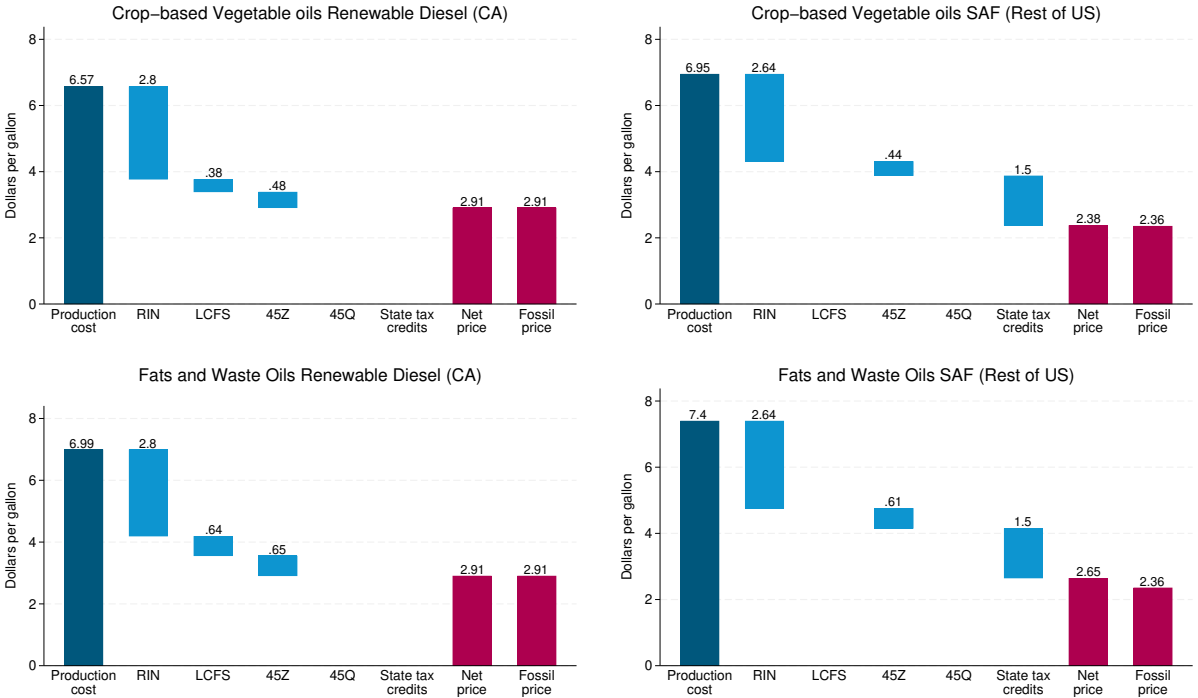 Crop−based Vegetable oils Renewable Diesel (CA)
Dollars per gallon
8
6
4
2
0
6.57
2.8
.38
.48
2.91
2.91
Production cost
RIN
LCFS
45Z
45Q
State tax credits
Net price
Fossil price
Crop−based Vegetable oils SAF (Rest of US)
Dollars per gallon
8
6
4
2
0
6.95
2.64
.44
1.5
2.38
2.36
Production cost
RIN
LCFS
45Z
45Q
State tax credits
Net price
Fossil price
Fats and Waste Oils Renewable Diesel (CA)
Dollars per gallon
8
6
4
2
0
6.99
2.8
.64
.65
2.91
2.91
Production cost
RIN
LCFS
45Z
45Q
State tax credits
Net price
Fossil price
Fats and Waste Oils SAF (Rest of US)
Dollars per gallon
8
6
4
2
0
7.4
2.64
.61
1.5
2.65
2.36
Production cost
RIN
LCFS
45Z
45Q
State tax credits
Net price
Fossil price